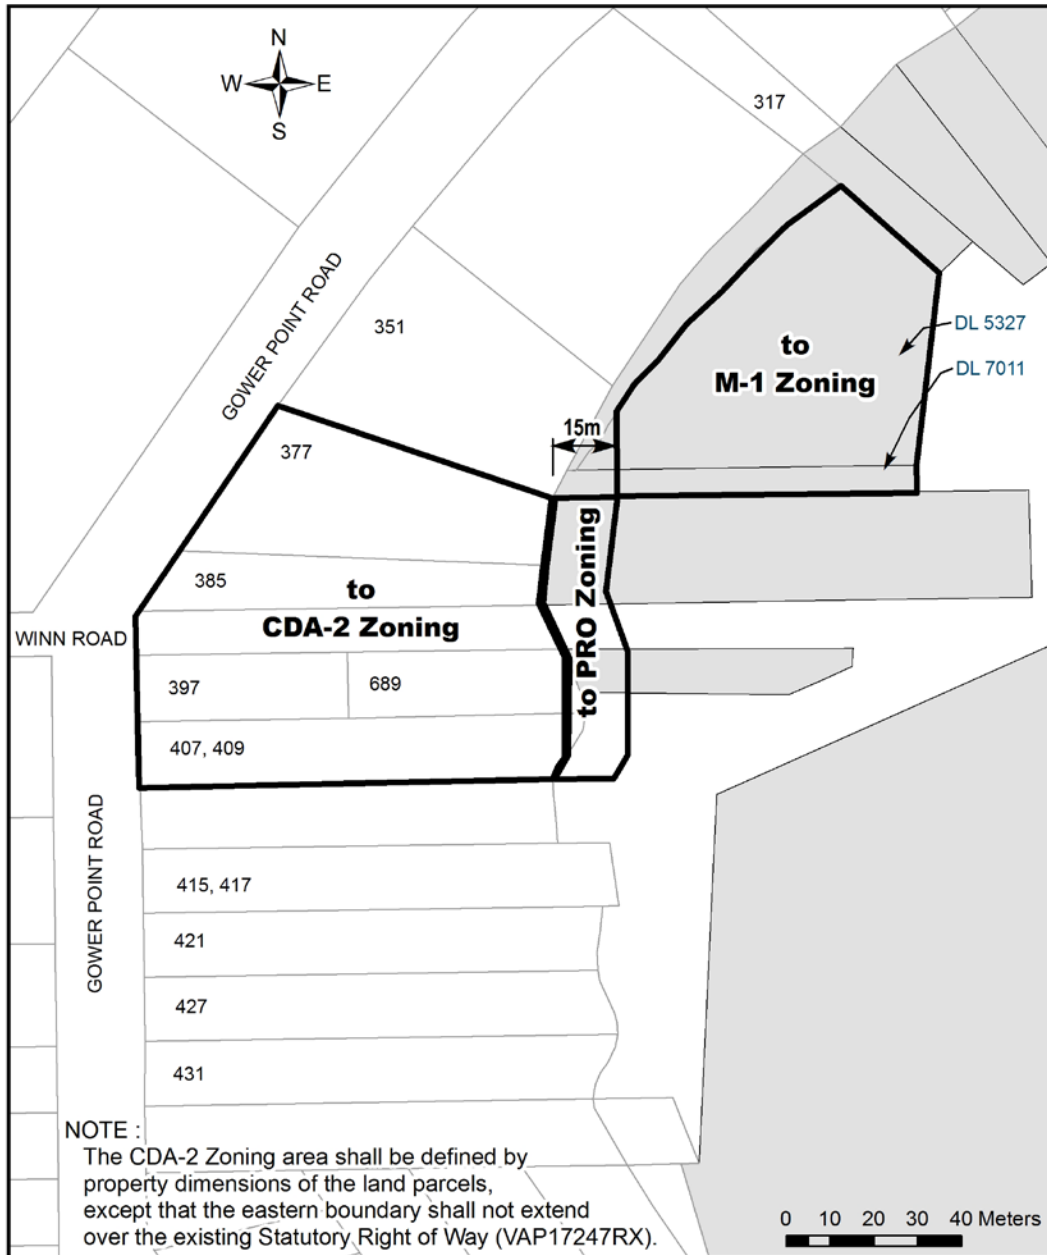 N
W E
S
317
GOWER POINT ROAD
351
DL 5327
to
M-1 Zoning
DL 7011
15m
377
385
to
CDA-2 Zoning
to PRO Zoning
WINN ROAD
397
689
407, 409
GOWER POINT ROAD
415, 417
421
427
431
NOTE :
The CDA-2 Zoning area shall be defined by
property dimensions of the land parcels,
except that the eastern boundary shall not extend
over the existing Statutory Right of Way (VAP17247RX).
0 10 20 30 40 Meters